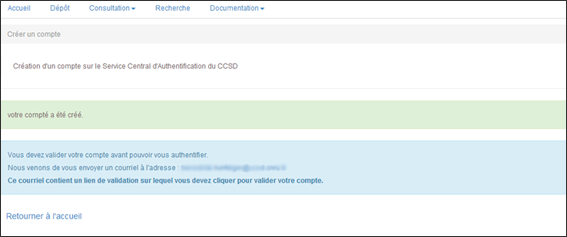 Accueil Dépôt Consultation Recherche Documentation
Créer un compte
Création d'un compte sur le Service Central d'Authentification du CCSD
votre compté a été créé.
Vous devez valider votre compte avant pouvoir vous authentifier.
Nous venons de vous envoyer un courriel à l'adresse :
Ce courriel contient un lien de validation sur lequel vous devez cliquer pour valider votre compte.
Retourner à l'accueil